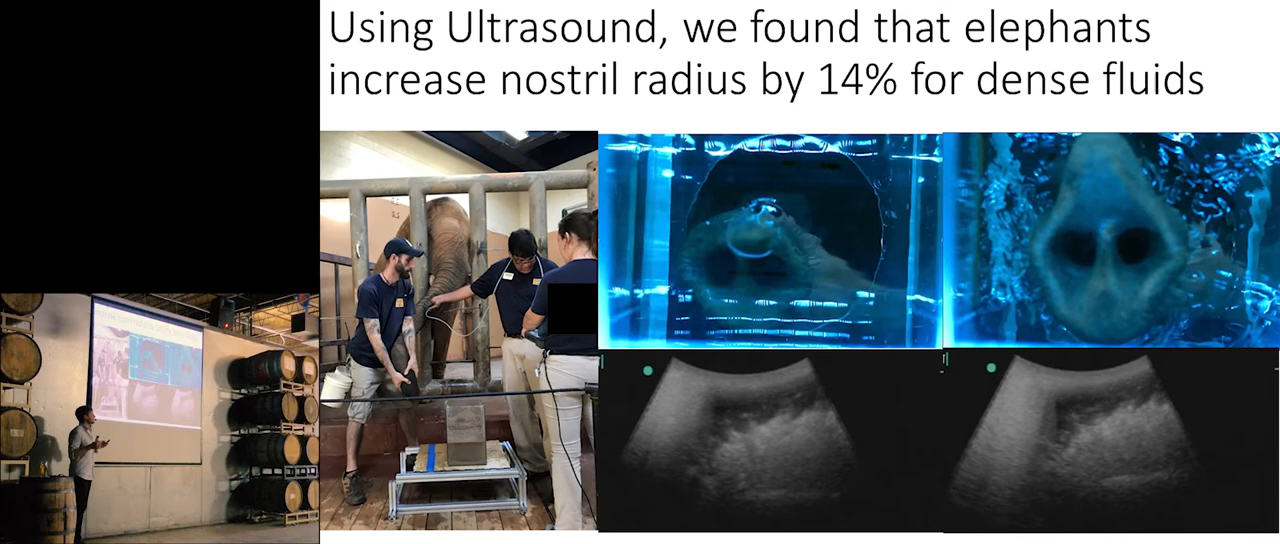 Using Ultrasound, we found that elephants
increase nostril radius by 14% for dense fluids